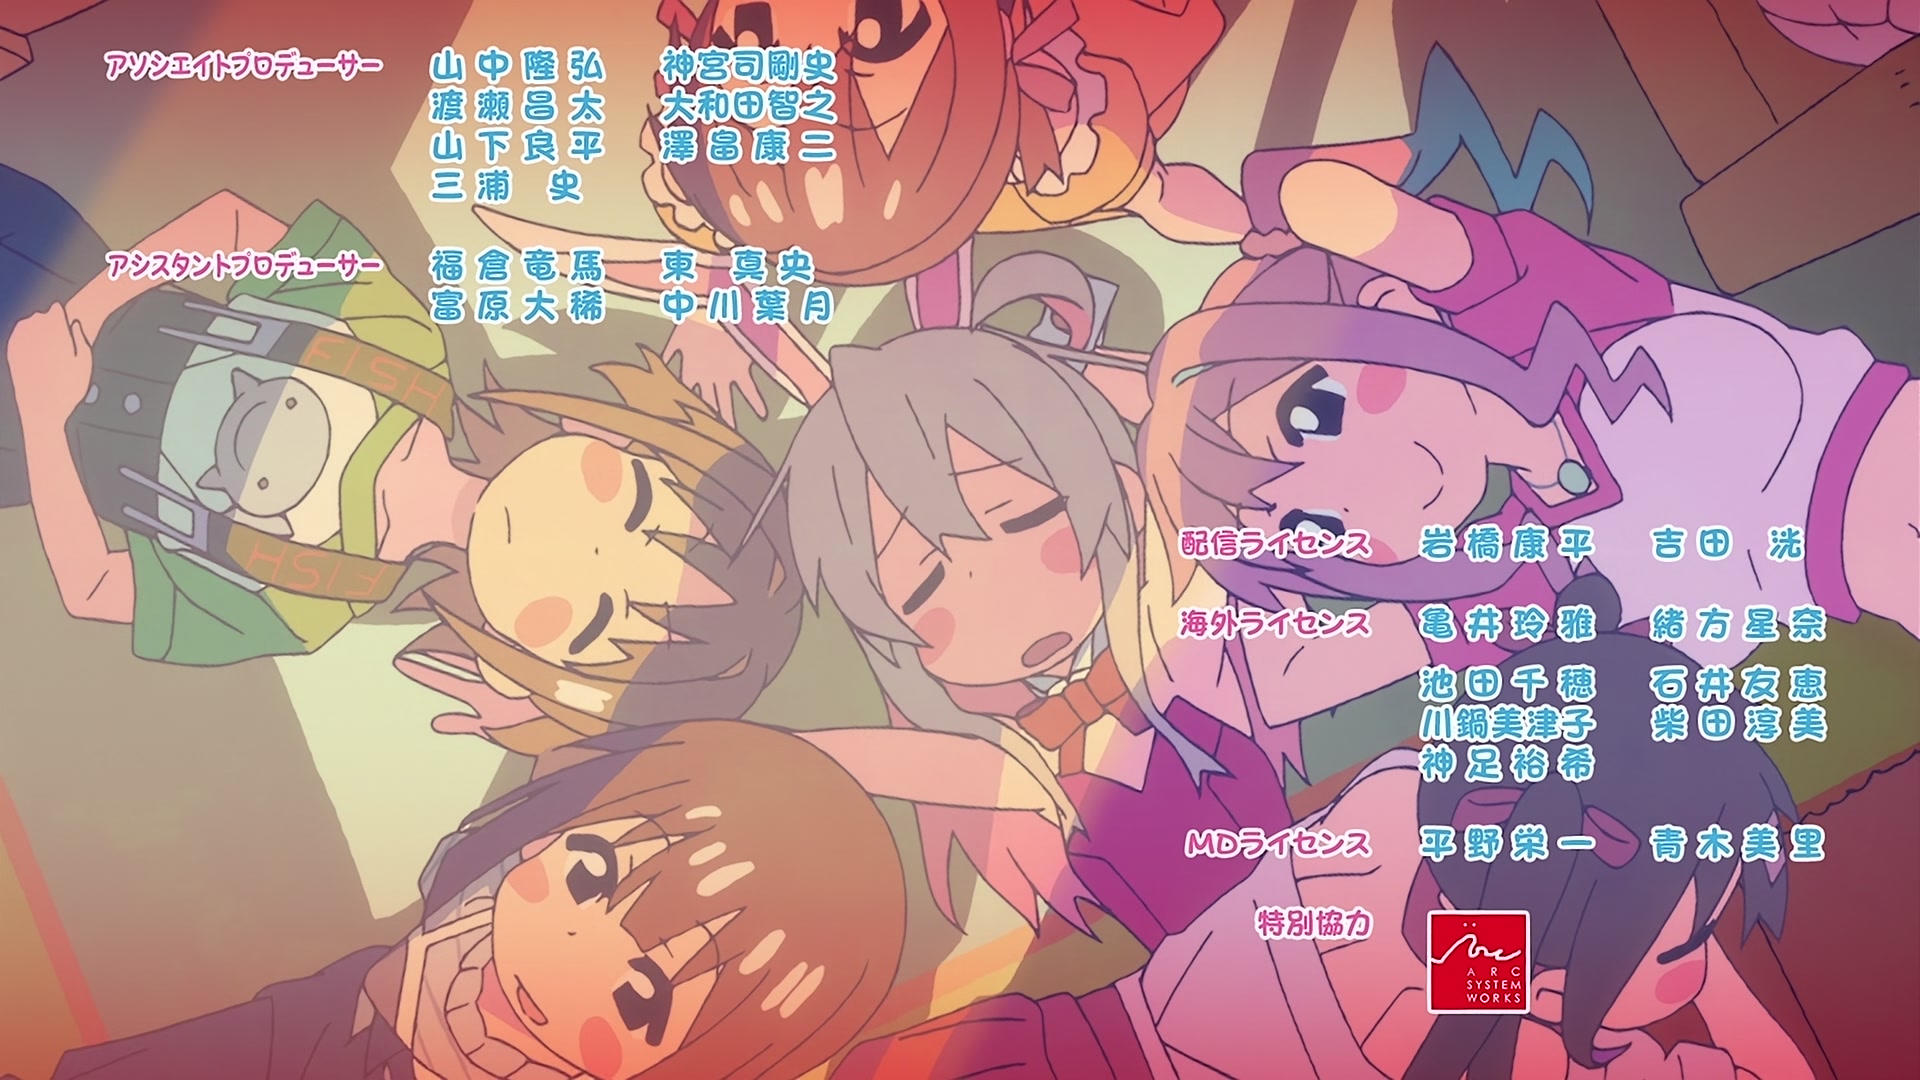 アソシエイトプロデューサー 山中隆弘 神宮司剛史
渡瀬昌太 大和田智之
山下良平 澤畠康二
三浦 史
アシスタントプロデューサー 福倉竜馬 東 真央
富原大稀 中川葉月
FISH
FISH
配信ライセンス 岩橋康平 吉田 洸
海外ライセンス 亀井玲雅 緒方星奈
池田千穂 石井友恵
川鍋美津子 柴田淳美
神足裕希
MDライセンス 平野栄一 青木美里
特別協力
ARC
SYSTEM
WORKS